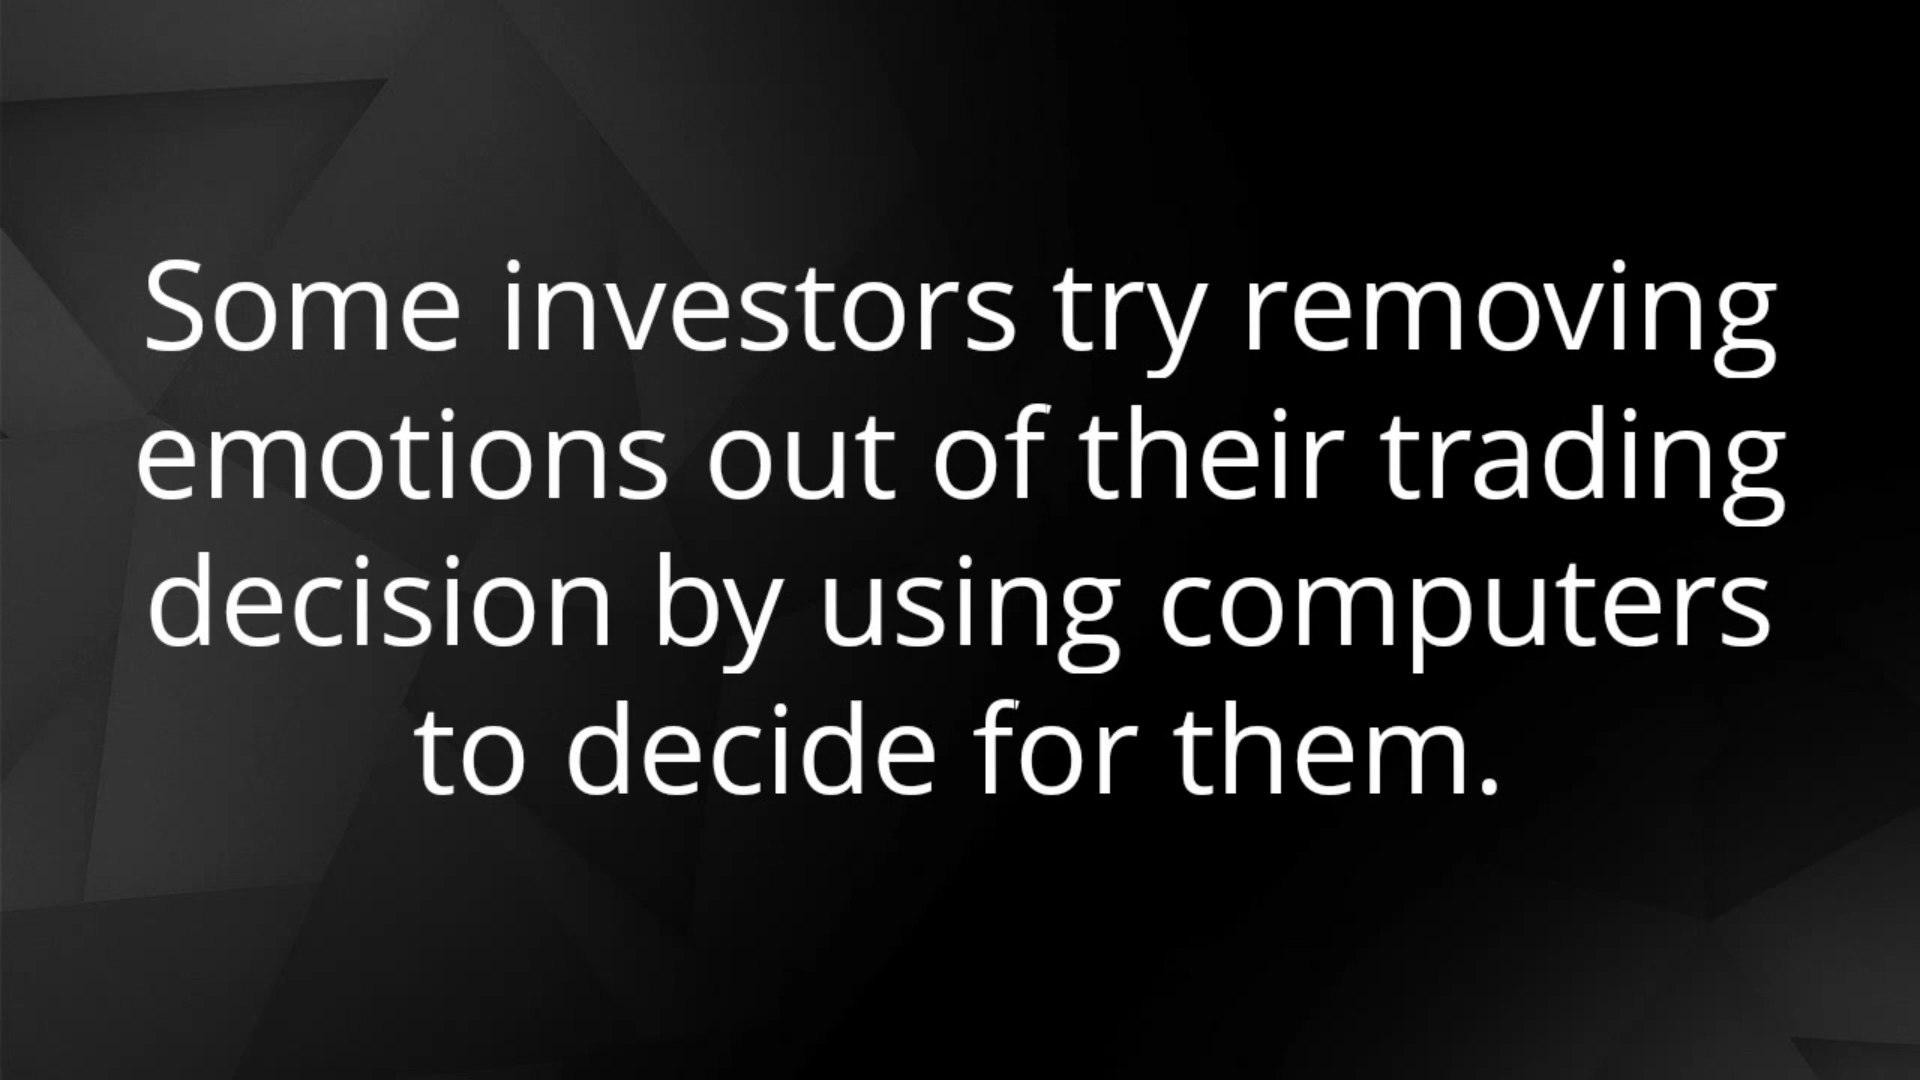 Some investors try removing
emotions out of their trading
decision by using computers
to decide for them.